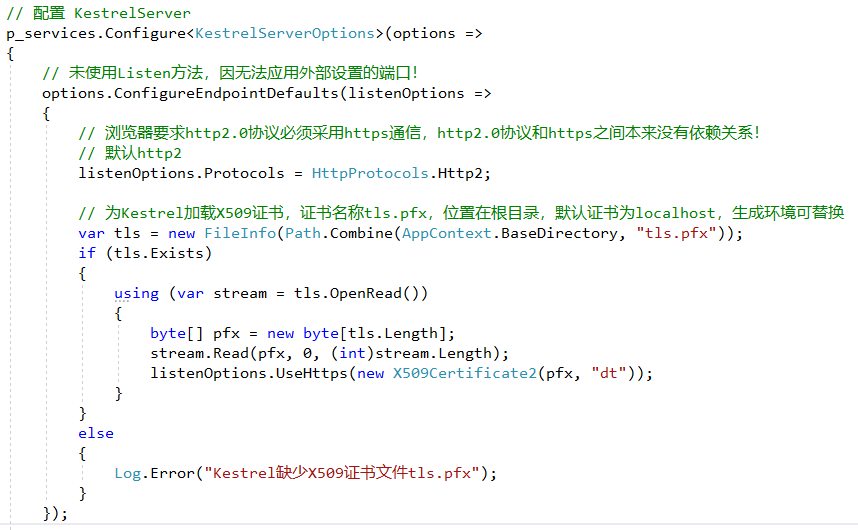 // 配置 KestrelServer
p_services.Configure<KestrelServerOptions>(options =>
{
// 未使用Listen方法，因无法应用外部设置的端口！
options.ConfigureEndpointDefaults(listenOptions =>
{
// 浏览器要求http2.0协议必须采用https通信，http2.0协议和https之间本来没有依赖关系！
// 默认http2
listenOptions.Protocols = HttpProtocols.Http2;
// 为Kestrel加载X509证书，证书名称tls.pfx，位置在根目录，默认证书为localhost，生成环境可替换
var tls = new FileInfo(Path.Combine(AppContext.BaseDirectory, "tls.pfx"));
if (tls.Exists)
{
using (var stream = tls.OpenRead())
{
byte[] pfx = new byte[tls.Length];
stream.Read(pfx, 0, (int)stream.Length);
listenOptions.UseHttps(new X509Certificate2(pfx, "dt"));
}
}
else
{
Log.Error("Kestrel缺少X509证书文件tls.pfx");
}
});